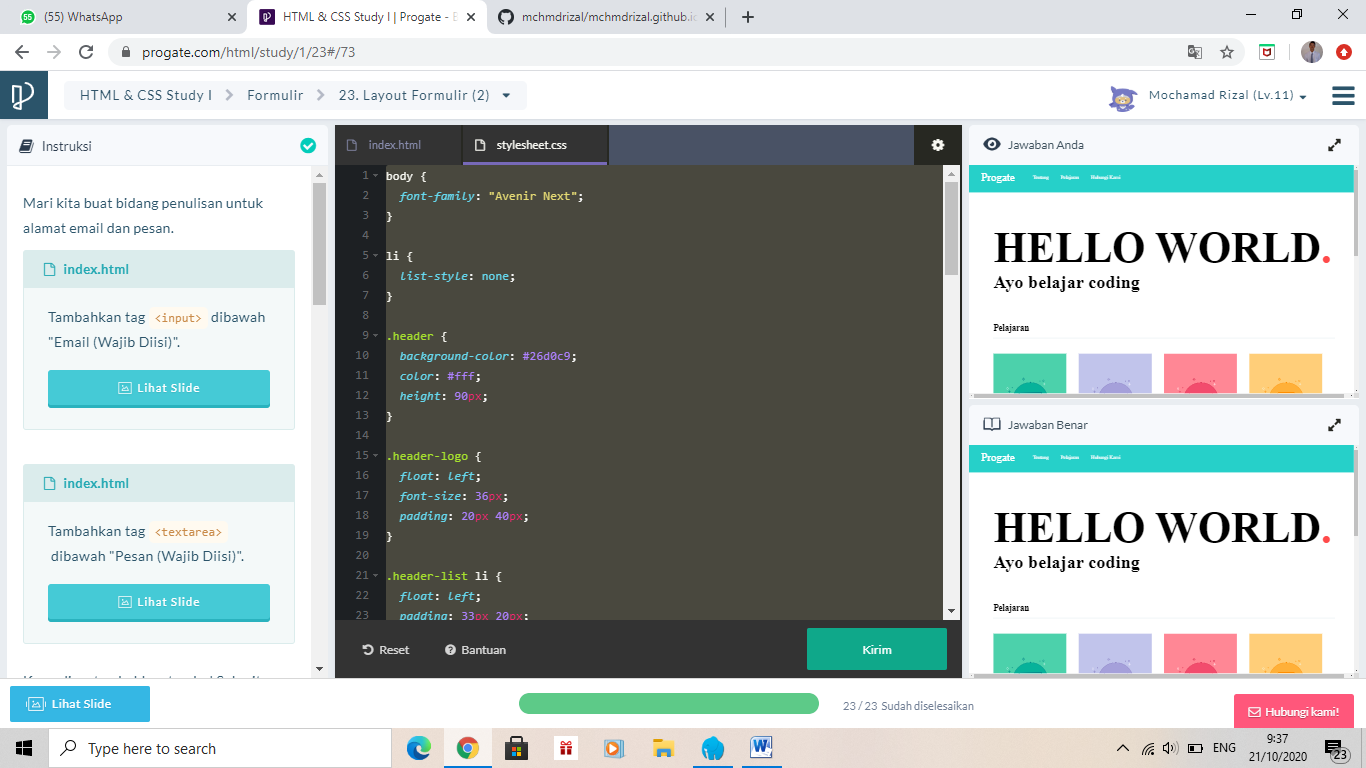 (55) WhatsApp
HTML & CSS Study I | Progate - B
mchmdrizal/mchmdrizal.github.io
progate.com/html/study/1/23#/73
HTML & CSS Study I
Formulir
23. Layout Formulir (2)
Mochamad Rizal (Lv.11)
Instruksi
Mari kita buat bidang penulisan untuk
alamat email dan pesan.
index.html
Tambahkan tag <input> dibawah
"Email (Wajib Diisi)".
Lihat Slide
index.html
Tambahkan tag <textarea>
dibawah "Pesan (Wajib Diisi)".
Lihat Slide
index.html
stylesheet.css
1 body {
2 font-family: "Avenir Next";
3 }
4
5 li {
6 list-style: none;
7 }
8
9 .header {
10 background-color: #26d0c9;
11 color: #fff;
12 height: 90px;
13 }
14
15 .header-logo {
16 float: left;
17 font-size: 36px;
18 padding: 20px 40px;
19 }
20
21 .header-list li {
22 float: left;
23 padding: 33px 20px;
Reset
Bantuan
Kirim
Jawaban Anda
Progate Tentang Pelajaran Hubungi Kami
HELLO WORLD.
Ayo belajar coding
Pelajaran
Jawaban Benar
Progate Tentang Pelajaran Hubungi Kami
HELLO WORLD.
Ayo belajar coding
Pelajaran
Lihat Slide
23 / 23 Sudah diselesaikan
Hubungi kami!
Type here to search
ENG
9:37
21/10/2020
23